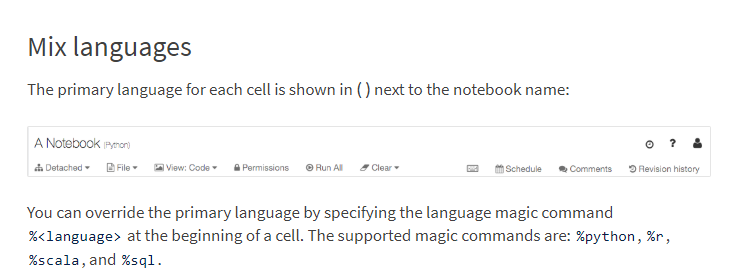 Mix languages
The primary language for each cell is shown in () next to the notebook name:
A Notebook (Python)
Detached File View: Code Permissions Run All Clear Schedule Comments Revision history
You can override the primary language by specifying the language magic command
%<language> at the beginning of a cell. The supported magic commands are: %python, %r,
%scala, and %sql.